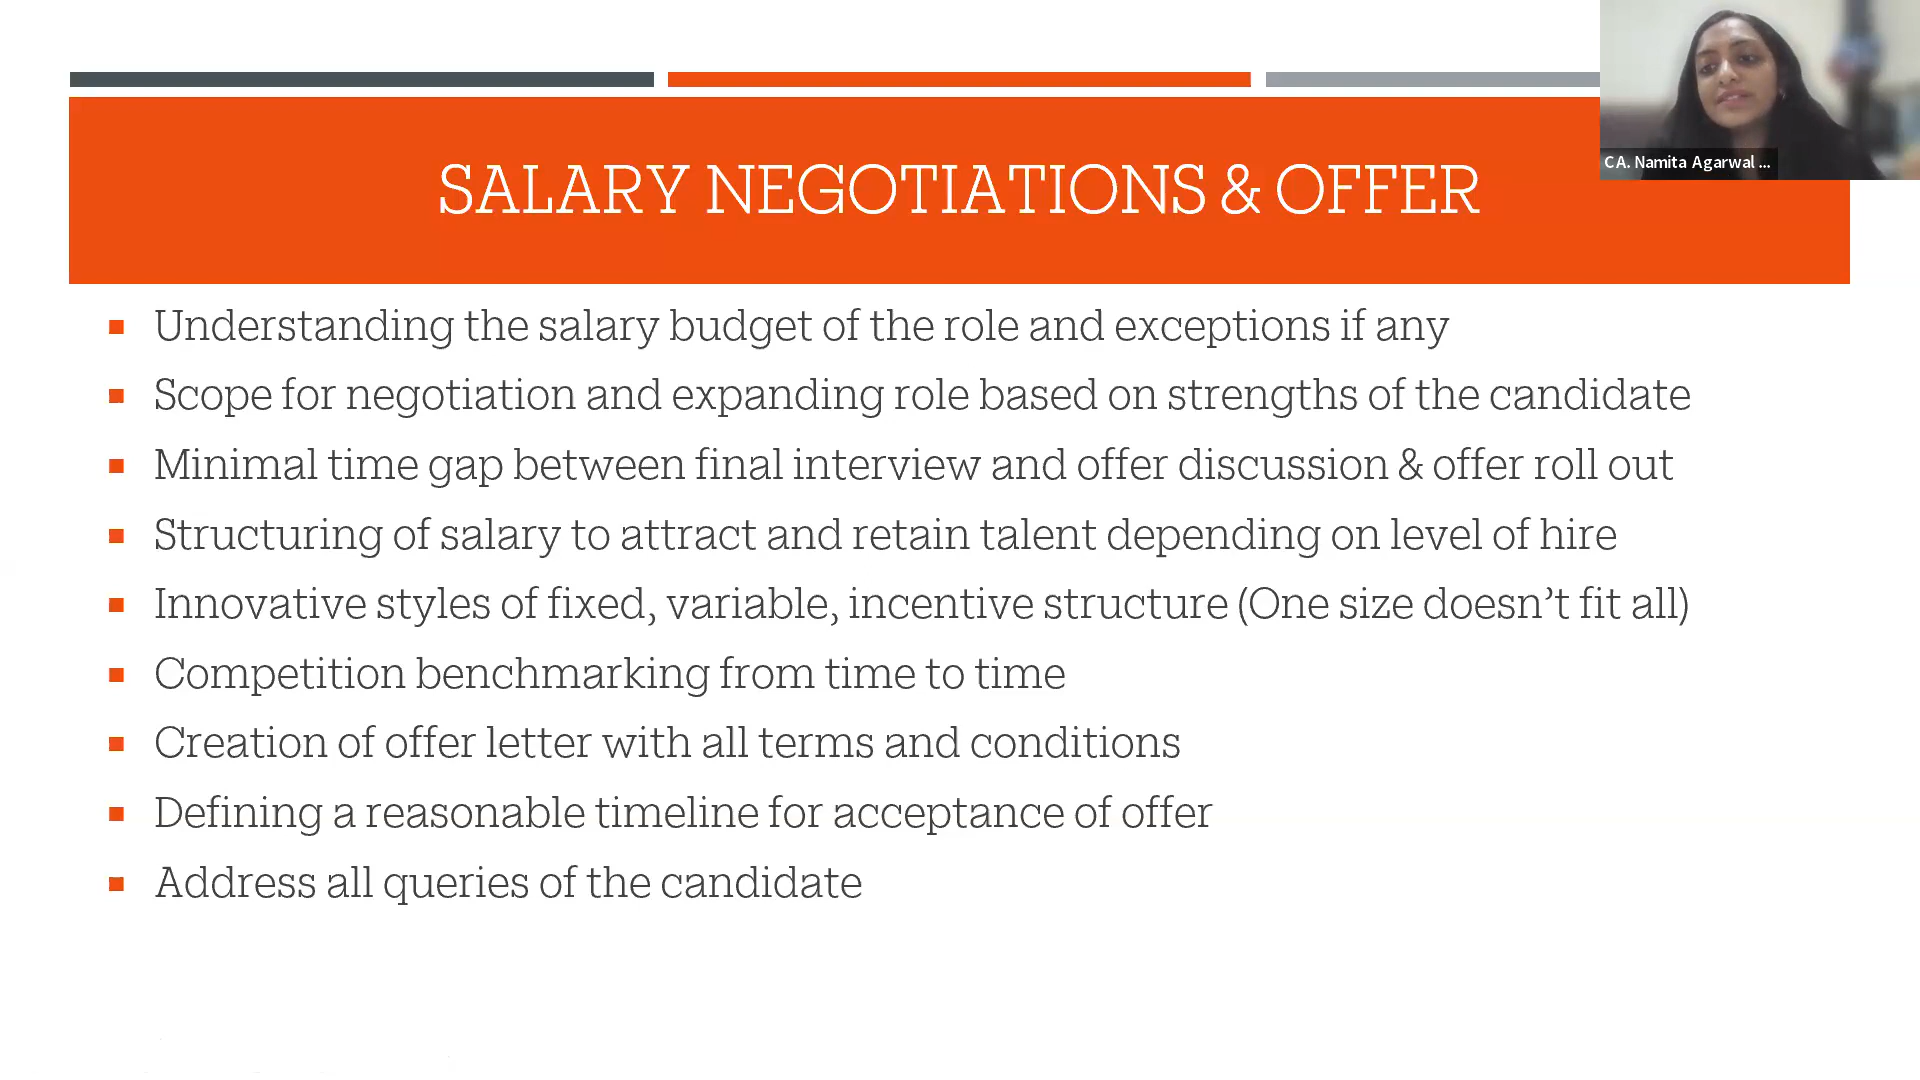 SALARY NEGOTIATIONS & OFFER
CA. Namita Agarwal ...
Understanding the salary budget of the role and exceptions if any
Scope for negotiation and expanding role based on strengths of the candidate
Minimal time gap between final interview and offer discussion & offer roll out
Structuring of salary to attract and retain talent depending on level of hire
Innovative styles of fixed, variable, incentive structure (One size doesn’t fit all)
Competition benchmarking from time to time
Creation of offer letter with all terms and conditions
Defining a reasonable timeline for acceptance of offer
Address all queries of the candidate